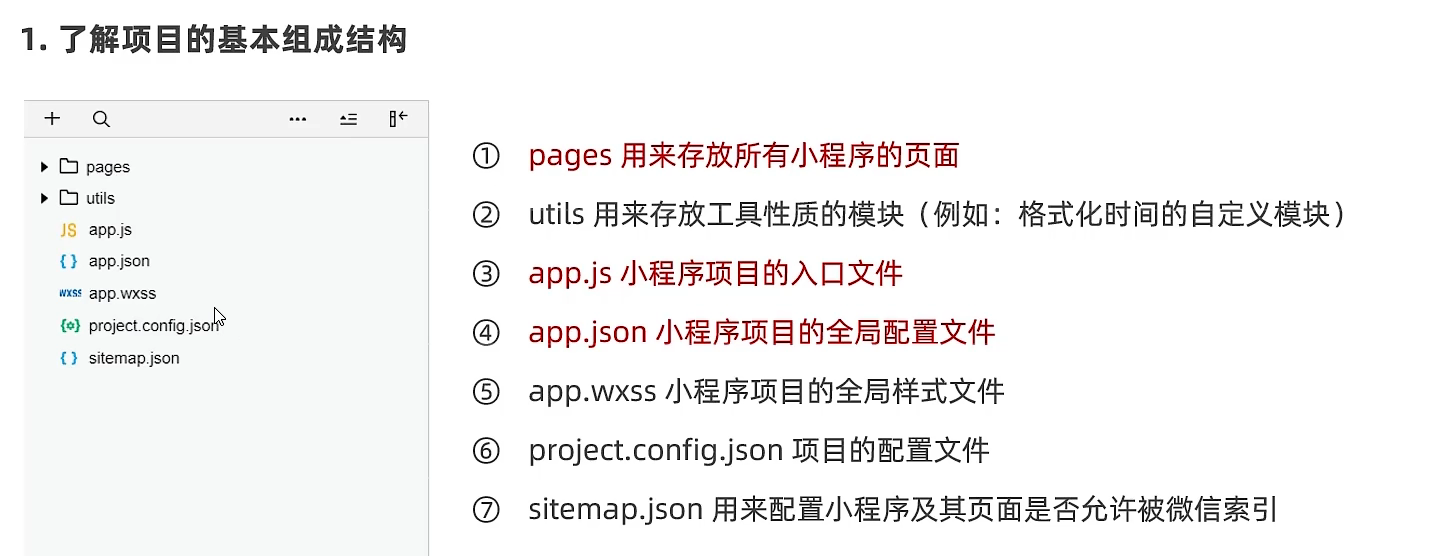 1. 了解项目的基本组成结构
pages
utils
JS app.js
{ } app.json
WXSS app.wxss
{⚙} project.config.json
{ } sitemap.json
① pages 用来存放所有小程序的页面
② utils 用来存放工具性质的模块（例如：格式化时间的自定义模块）
③ app.js 小程序项目的入口文件
④ app.json 小程序项目的全局配置文件
⑤ app.wxss 小程序项目的全局样式文件
⑥ project.config.json 项目的配置文件
⑦ sitemap.json 用来配置小程序及其页面是否允许被微信索引